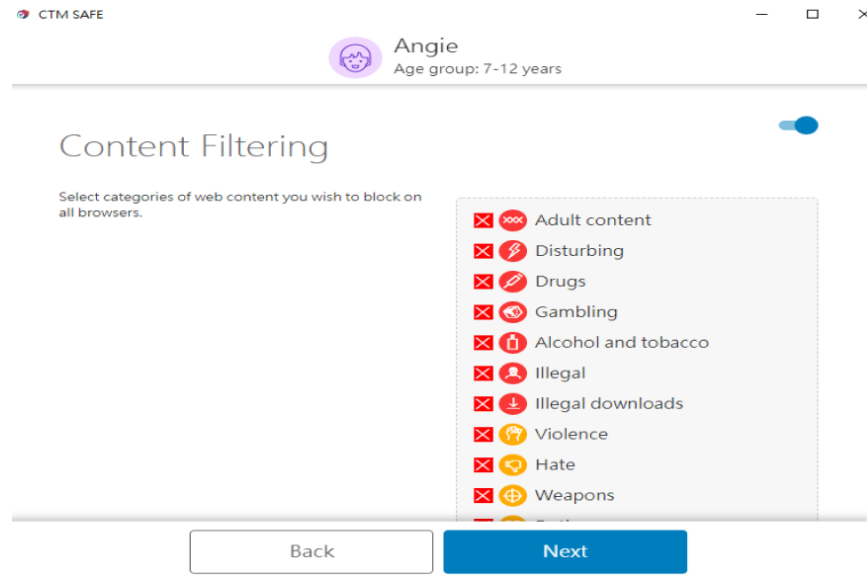 CTM SAFE
Angie
Age group: 7-12 years
Content Filtering
Select categories of web content you wish to block on
all browsers.
Adult content
Disturbing
Drugs
Gambling
Alcohol and tobacco
Illegal
Illegal downloads
Violence
Hate
Weapons
Back
Next